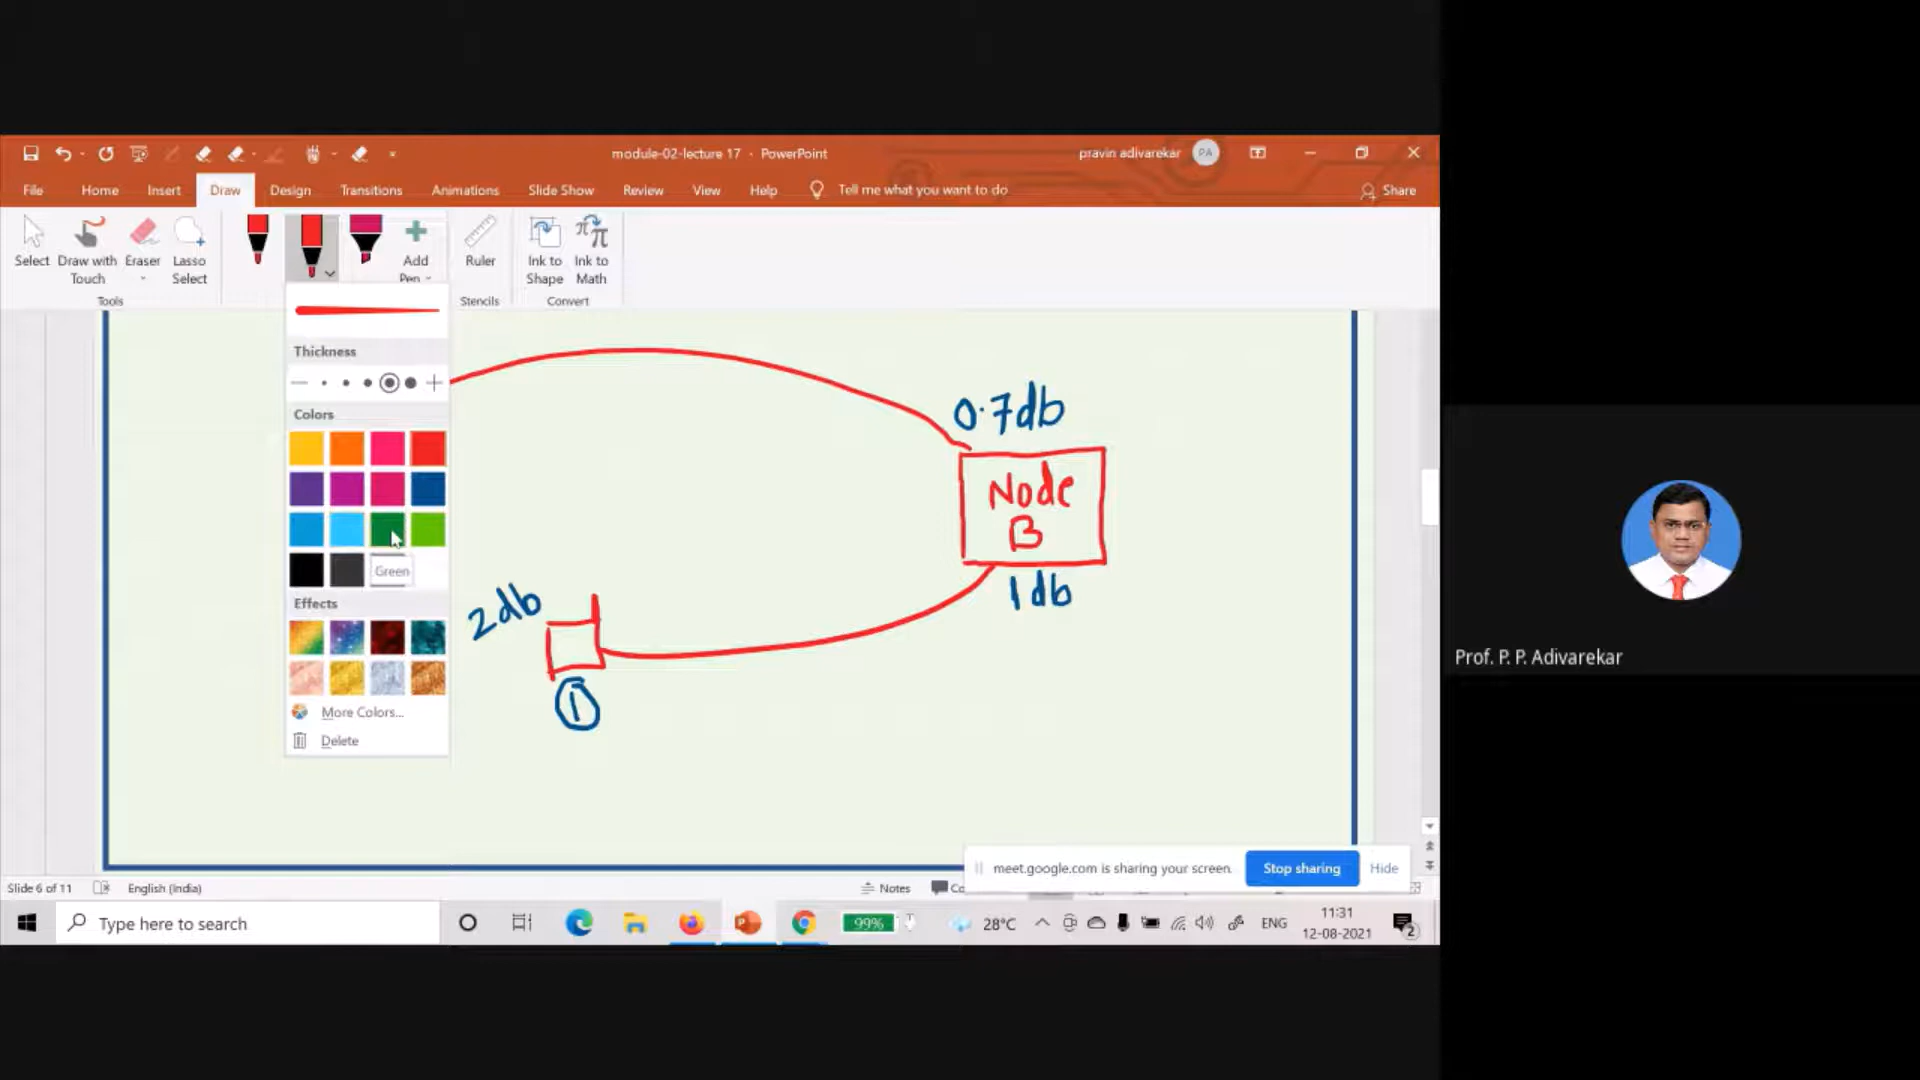 module-02-lecture 17 - PowerPoint
pravin adivarekar PA
File Home Insert Draw Design Transitions Animations Slide Show Review View Help Tell me what you want to do Share
Select Draw with Touch Eraser Lasso Select Add Pen Ruler Ink to Shape Ink to Math
Tools Stencils Convert
Thickness
Colors
Green
Effects
More Colors...
Delete
0.7db
Node
B
1db
2db
1
Prof. P. P. Adivarekar
meet.google.com is sharing your screen. Stop sharing Hide
Slide 6 of 11 English (India) Notes
Type here to search 99% 28°C ENG 11:31
12-08-2021
2